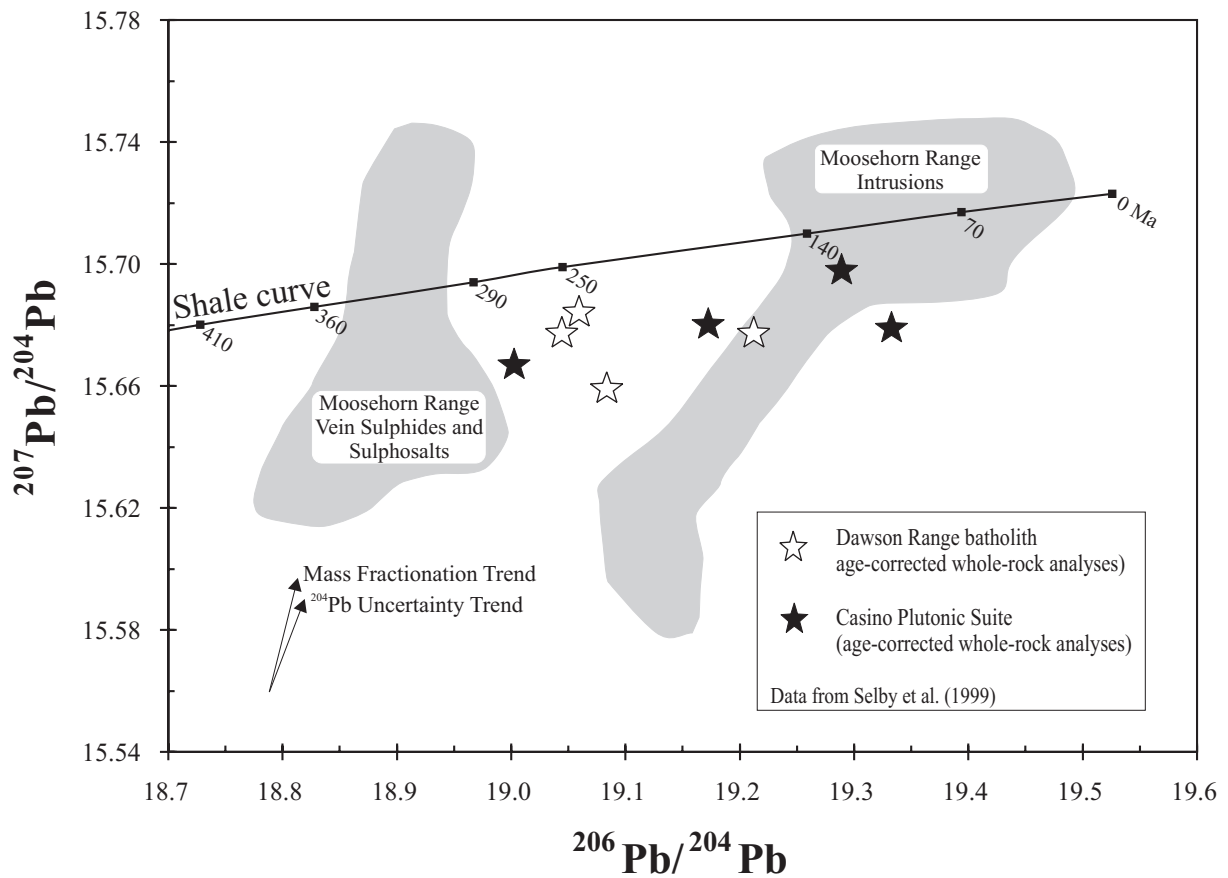 15.78
15.74
15.70
15.66
15.62
15.58
15.54
207Pb/204Pb
Moosehorn Range
Intrusions
0 Ma
70
140
250
290
360
410
Shale curve
Moosehorn Range
Vein Sulphides and
Sulphosalts
Mass Fractionation Trend
204Pb Uncertainty Trend
Dawson Range batholith
age-corrected whole-rock analyses)
Casino Plutonic Suite
(age-corrected whole-rock analyses)
Data from Selby et al. (1999)
18.7 18.8 18.9 19.0 19.1 19.2 19.3 19.4 19.5 19.6
206 Pb/ 204 Pb